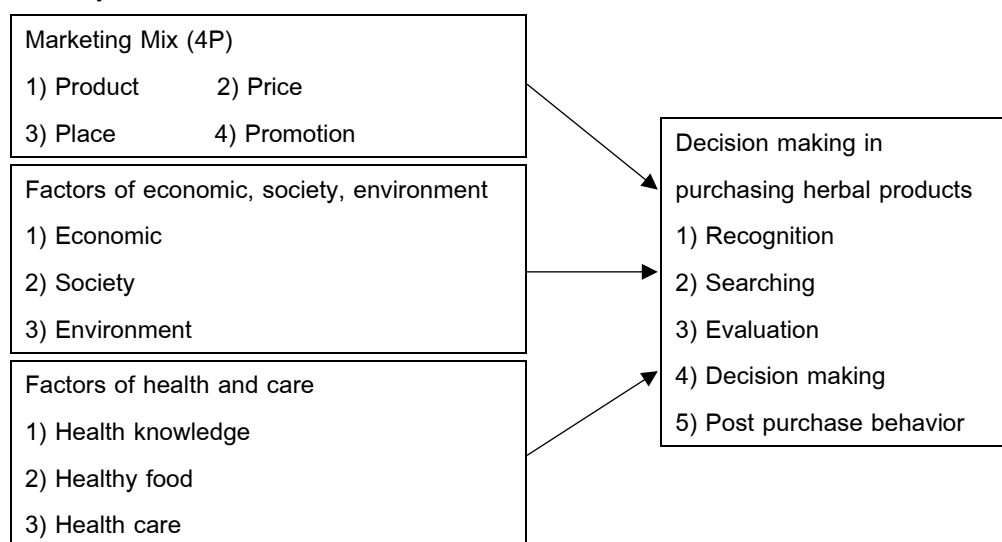 Marketing Mix (4P)
1) Product 2) Price
3) Place 4) Promotion
Factors of economic, society, environment
1) Economic
2) Society
3) Environment
Factors of health and care
1) Health knowledge
2) Healthy food
3) Health care
Decision making in
purchasing herbal products
1) Recognition
2) Searching
3) Evaluation
4) Decision making
5) Post purchase behavior